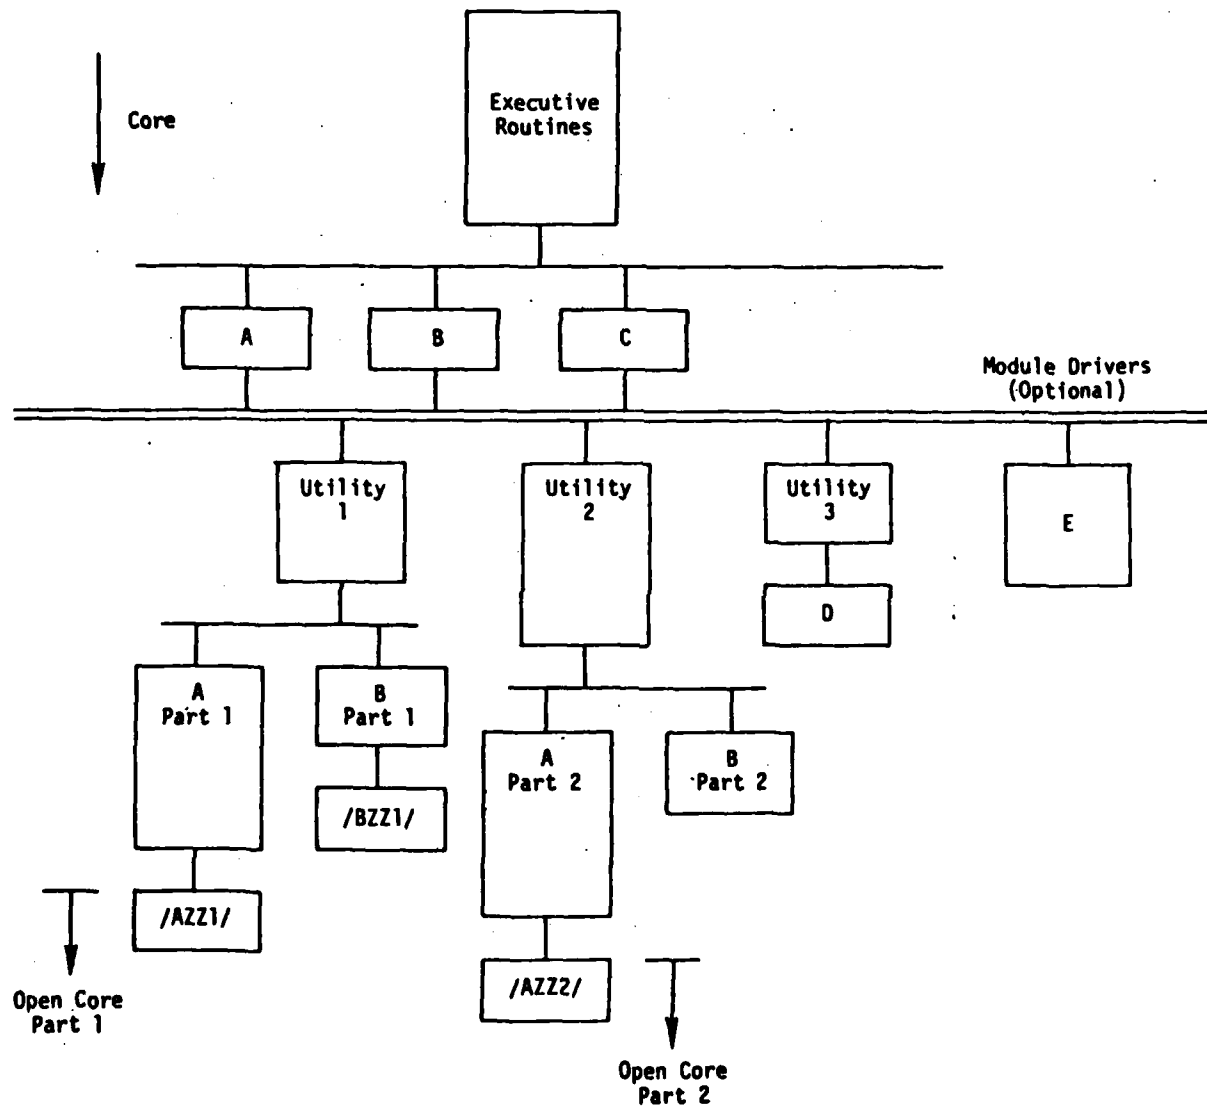 Executive
Routines
Core
A
B
C
Module Drivers
(Optional)
Utility
1
Utility
2
Utility
3
E
D
A
Part 1
B
Part 1
A
Part 2
B
Part 2
/BZZ1/
/AZZ1/
/AZZ2/
Open Core
Part 1
Open Core
Part 2